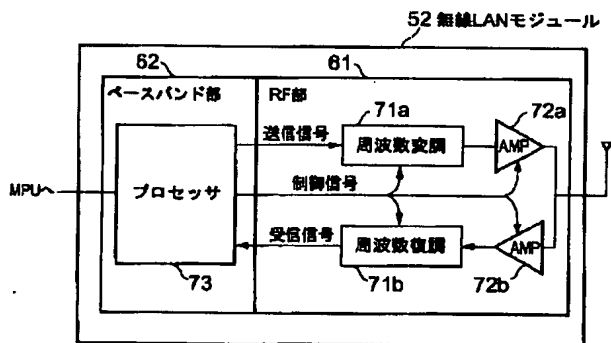 52 無線LANモジュール
62
61
ベースバンド部
RF部
71a
72a
送信信号
周波数変調
AMP
MPUへ
プロセッサ
制御信号
受信信号
周波数復調
AMP
73
71b
72b